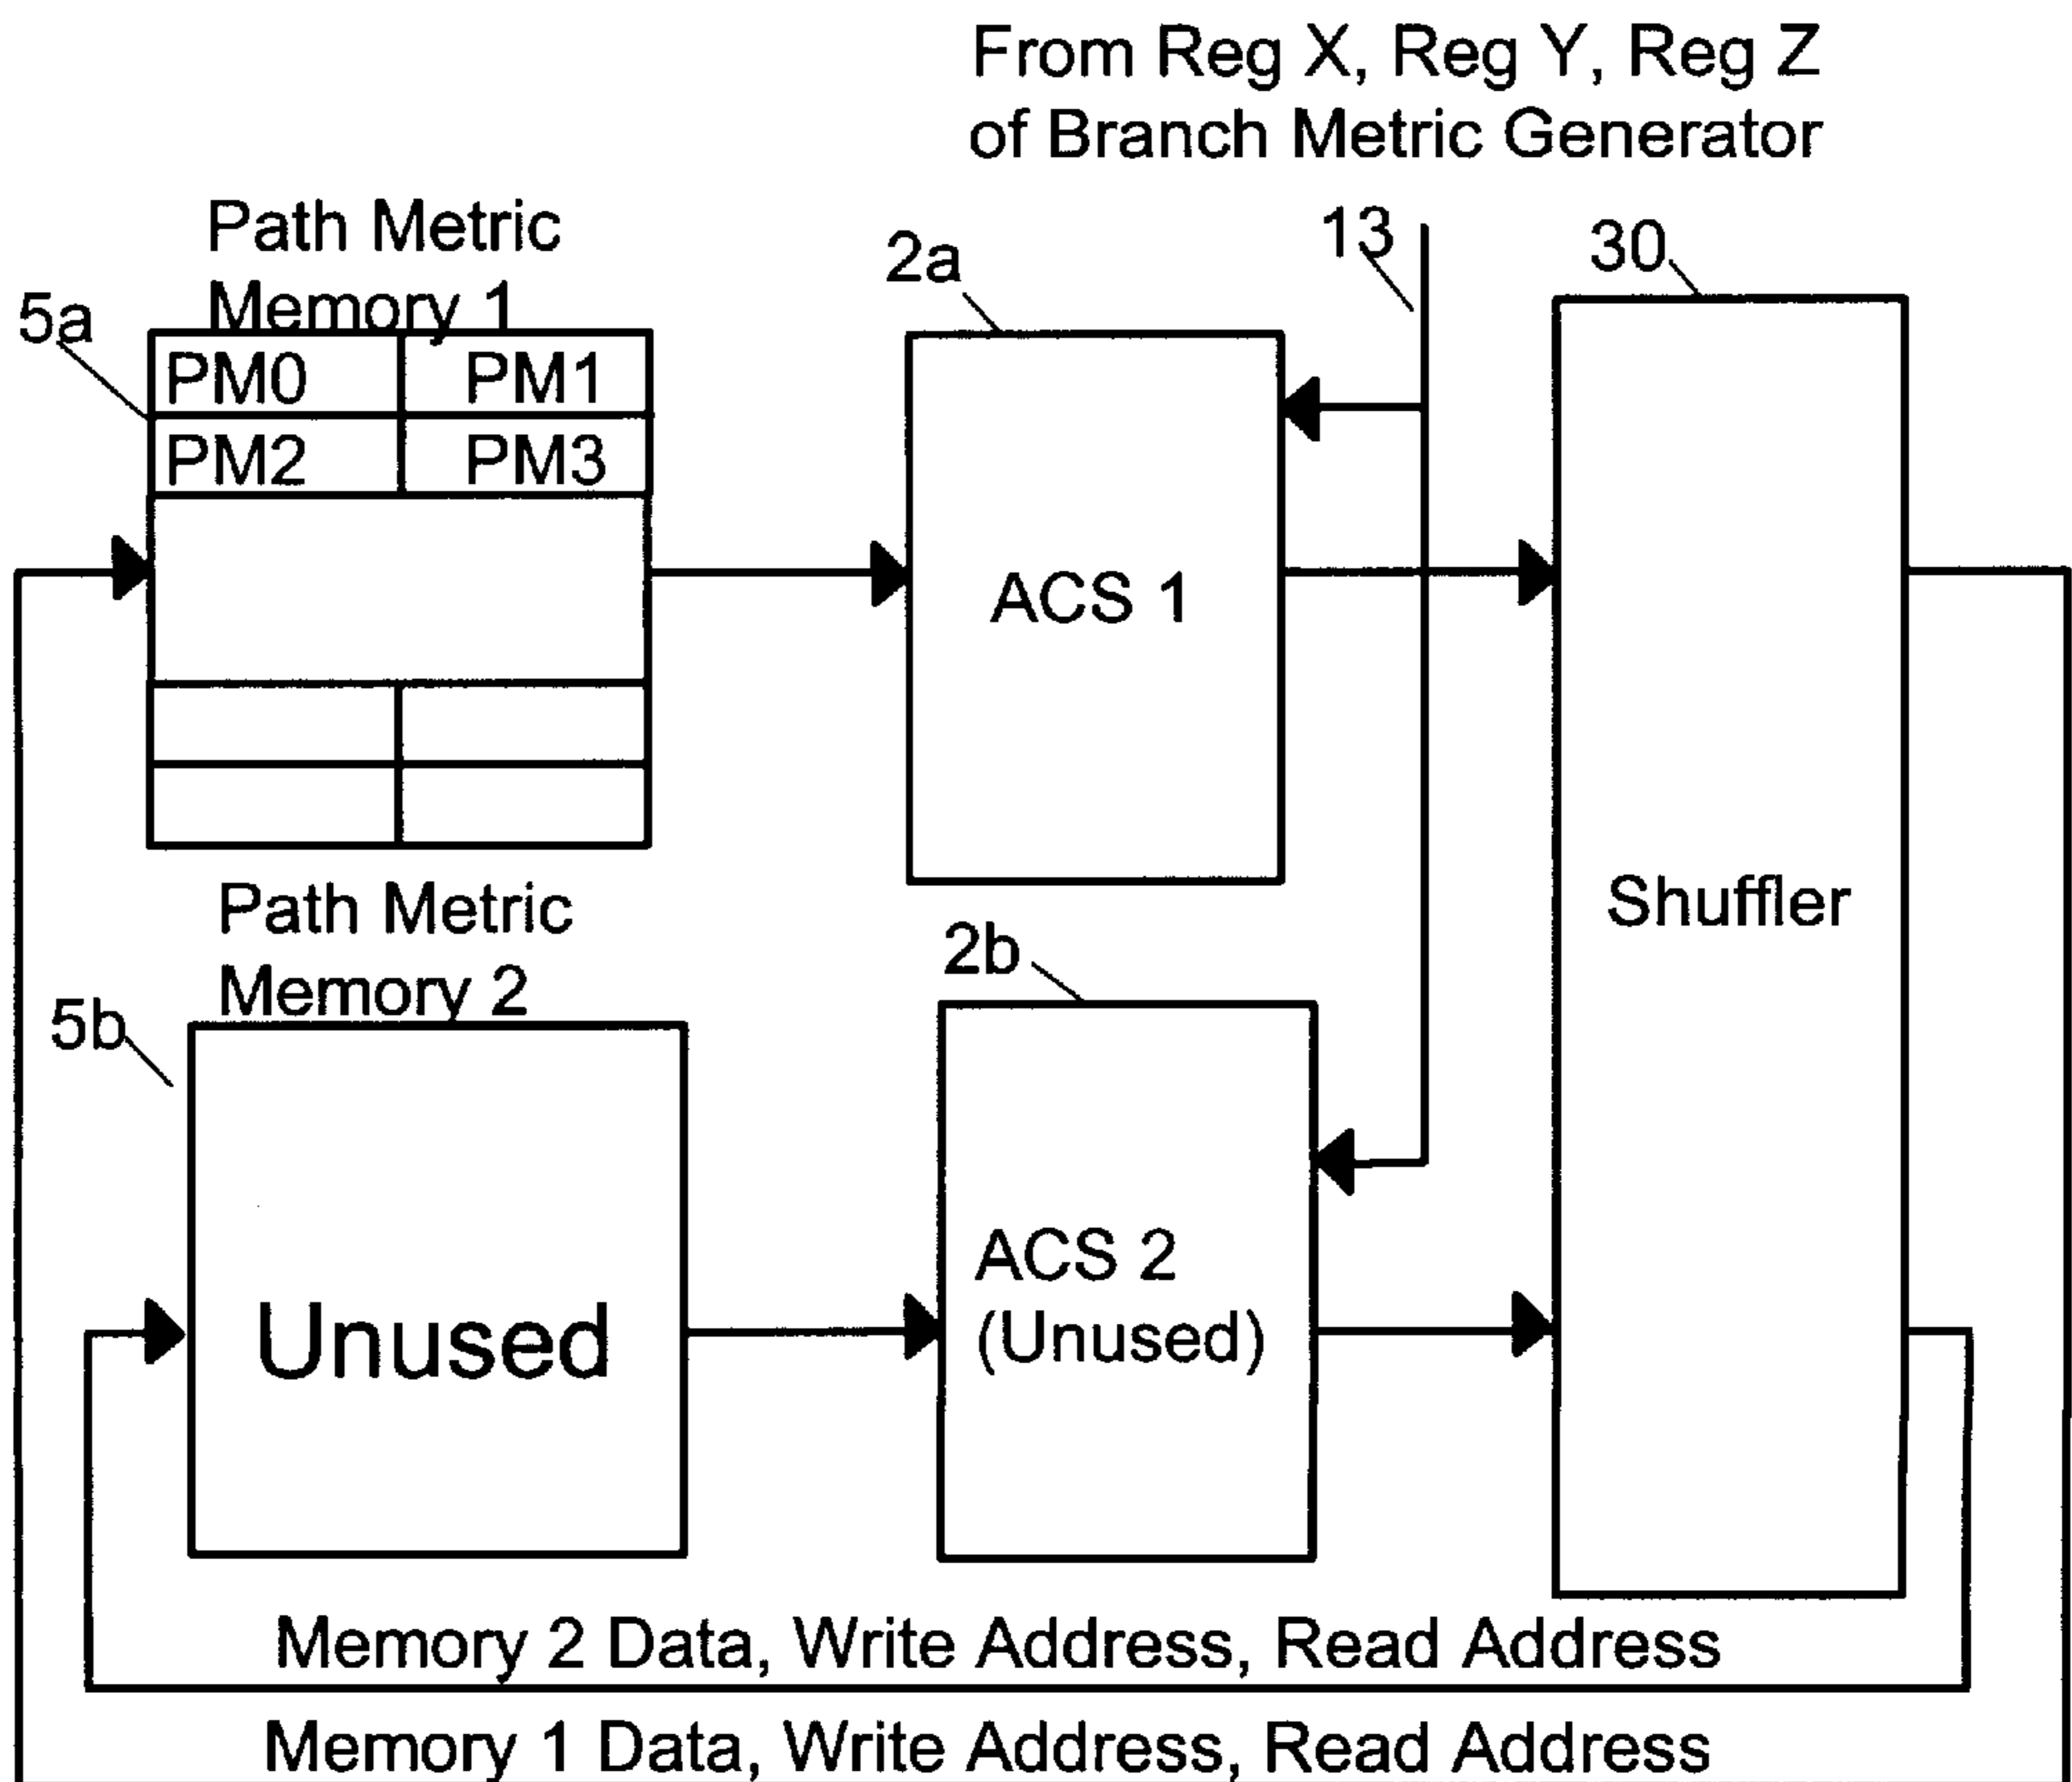 From Reg X, Reg Y, Reg Z
of Branch Metric Generator
Path Metric
Memory 1
5a
2a
13
30
PM0 PM1
PM2 PM3
ACS 1
Shuffler
Path Metric
Memory 2
5b
2b
Unused
ACS 2
(Unused)
Memory 2 Data, Write Address, Read Address
Memory 1 Data, Write Address, Read Address